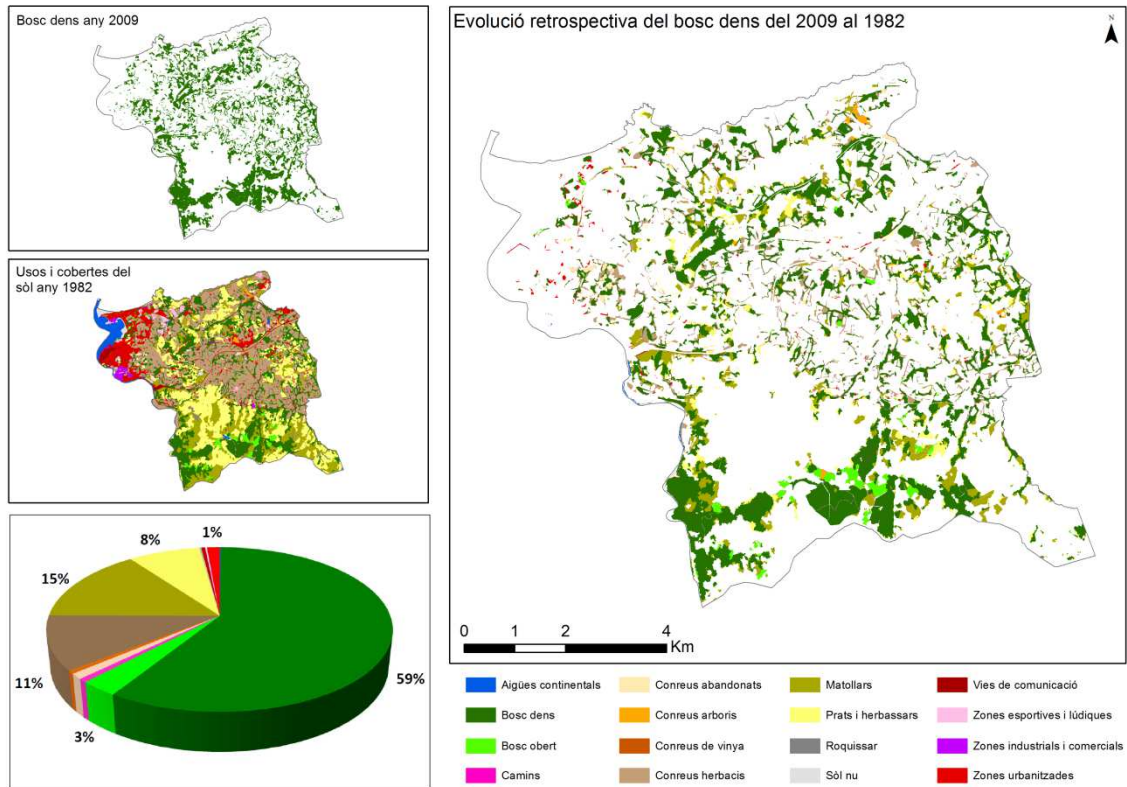 Bosc dens any 2009
Usos i cobertes del
sòl any 1982
8%
1%
15%
11%
3%
59%
Evolució retrospectiva del bosc dens del 2009 al 1982
N
0 1 2 4
Km
Aigües continentals
Bosc dens
Bosc obert
Camins
Conreus abandonats
Conreus arboris
Conreus de vinya
Conreus herbacis
Matollars
Prats i herbassars
Roquissar
Sòl nu
Vies de comunicació
Zones esportives i lúdiques
Zones industrials i comercials
Zones urbanitzades